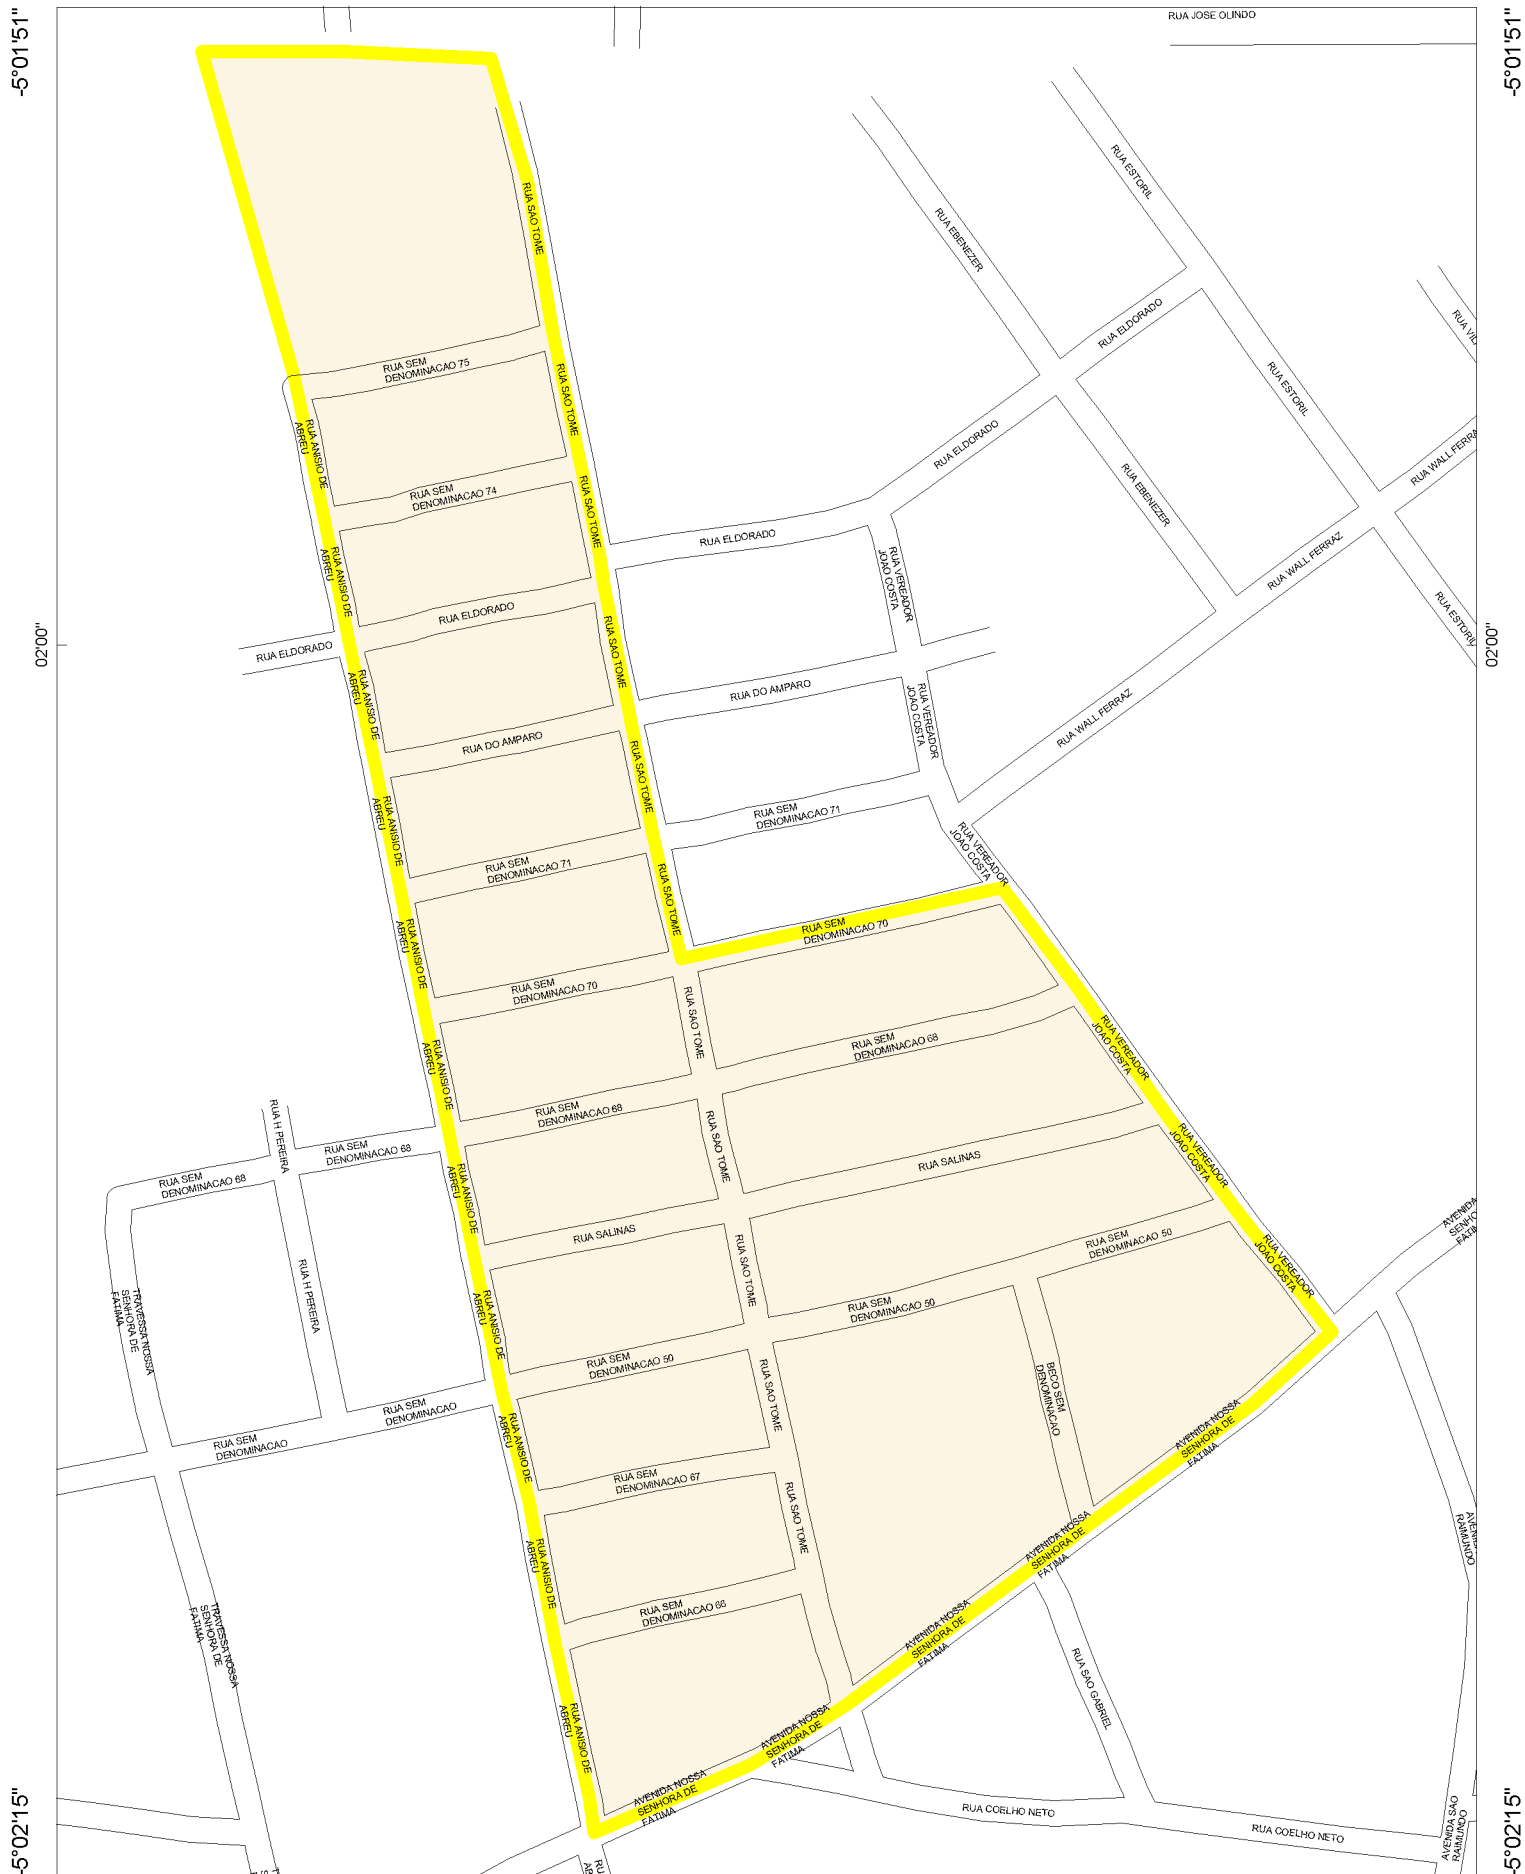 -5°01'51"
-5°01'51"
RUA JOSE OLINDO
RUA ESTORIL
RUA SAO TOME
RUA EBENEZER
RUA ELDORADO
RUA SEM
DENOMINACAO 75
RUA SAO TOME
RUA ESTORIL
RUA ANISIO DE
ABREU
RUA ELDORADO
RUA WALL FERRA
RUA SEM
DENOMINACAO 74
RUA SAO TOME
RUA EBENEZER
RUA ELDORADO
RUA VEREADOR
JOAO COSTA
RUA WALL FERRAZ
RUA ANISIO DE
ABREU
RUA ELDORADO
RUA ESTORIL
02'00"
RUA ELDORADO
RUA SAO TOME
02'00"
RUA ANISIO DE
ABREU
RUA DO AMPARO
RUA VEREADOR
JOAO COSTA
RUA WALL FERRAZ
RUA DO AMPARO
RUA SAO TOME
RUA SEM
DENOMINACAO 71
RUA ANISIO DE
ABREU
RUA VEREADOR
JOAO COSTA
RUA SEM
DENOMINACAO 71
RUA SAO TOME
RUA SEM
DENOMINACAO 70
RUA ANISIO DE
ABREU
RUA SEM
DENOMINACAO 70
RUA SAO TOME
RUA SEM
DENOMINACAO 68
RUA VEREADOR
JOAO COSTA
RUA ANISIO DE
ABREU
RUA SEM
DENOMINACAO 68
RUA H PEREIRA
RUA SEM
DENOMINACAO 68
RUA SAO TOME
RUA SALINAS
RUA VEREADOR
JOAO COSTA
RUA SEM
DENOMINACAO 68
RUA ANISIO DE
ABREU
RUA SALINAS
RUA SEM
DENOMINACAO 50
AVENIDA
SENHO
RUA VEREADOR
JOAO COSTA
RUA SAO TOME
RUA H PEREIRA
TRAVESSA NOSSA
SENHORA DE
FATIMA
RUA ANISIO DE
ABREU
RUA SEM
DENOMINACAO 50
RUA SEM
DENOMINACAO 50
RUA SAO TOME
BECO SEM
DENOMINACAO
RUA SEM
DENOMINACAO
RUA SEM
DENOMINACAO
RUA ANISIO DE
ABREU
AVENIDA NOSSA
SENHORA DE
FATIMA
RUA SEM
DENOMINACAO 67
RUA SAO TOME
AVENIDA NOSSA
SENHORA DE
FATIMA
RAIMUNDO
RUA ANISIO DE
ABREU
RUA SEM
DENOMINACAO 66
AVENIDA NOSSA
SENHORA DE
FATIMA
TRAVESSA NOSSA
SENHORA DE
FATIMA
RUA SAO GABRIEL
RUA ANISIO DE
ABREU
AVENIDA NOSSA
SENHORA DE
FATIMA
AVENIDA NOSSA
SENHORA DE
FATIMA
RUA COELHO NETO
RUA COELHO NETO
AVENIDA SAO
RAIMUNDO
-5°02'15"
-5°02'15"